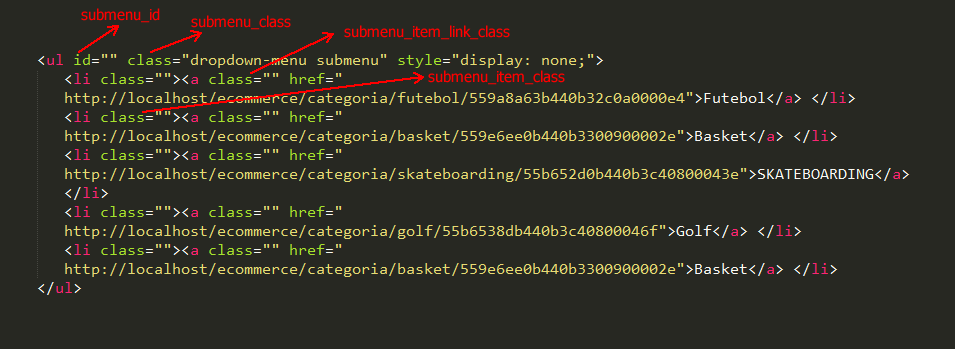 submenu_id
submenu_class
submenu_item_link_class
<ul id="" class="dropdown-menu submenu" style="display: none;">
<li class=""><a class="" href="
submenu_item_class
http://localhost/ecommerce/categoria/futebol/559a8a63b440b32c0a0000e4">Futebol</a> </li>
<li class=""><a class="" href="
http://localhost/ecommerce/categoria/basket/559e6ee0b440b3300900002e">Basket</a> </li>
<li class=""><a class="" href="
http://localhost/ecommerce/categoria/skateboarding/55b652d0b440b3c40800043e">SKATEBOARDING</a>
</li>
<li class=""><a class="" href="
http://localhost/ecommerce/categoria/golf/55b6538db440b3c40800046f">Golf</a> </li>
<li class=""><a class="" href="
http://localhost/ecommerce/categoria/basket/559e6ee0b440b3300900002e">Basket</a> </li>
</ul>